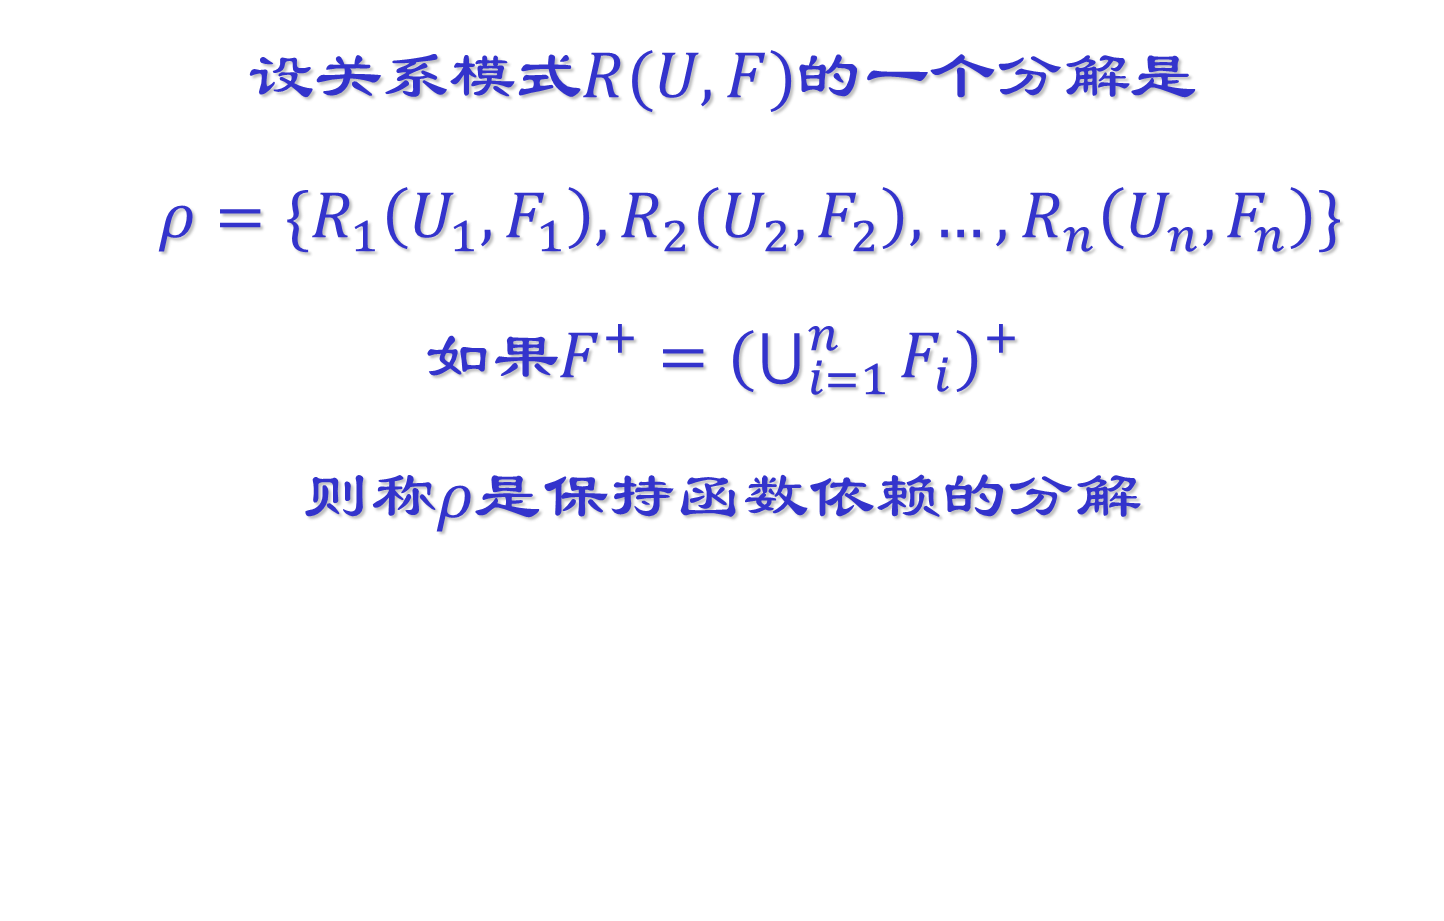 设关系模式R(U, F)的一个分解是
ρ = {R₁(U₁, F₁), R₂(U₂, F₂), … , Rₙ(Uₙ, Fₙ)}
如果F⁺ = (⋃ⁿᵢ₌₁ Fᵢ)⁺
则称ρ是保持函数依赖的分解